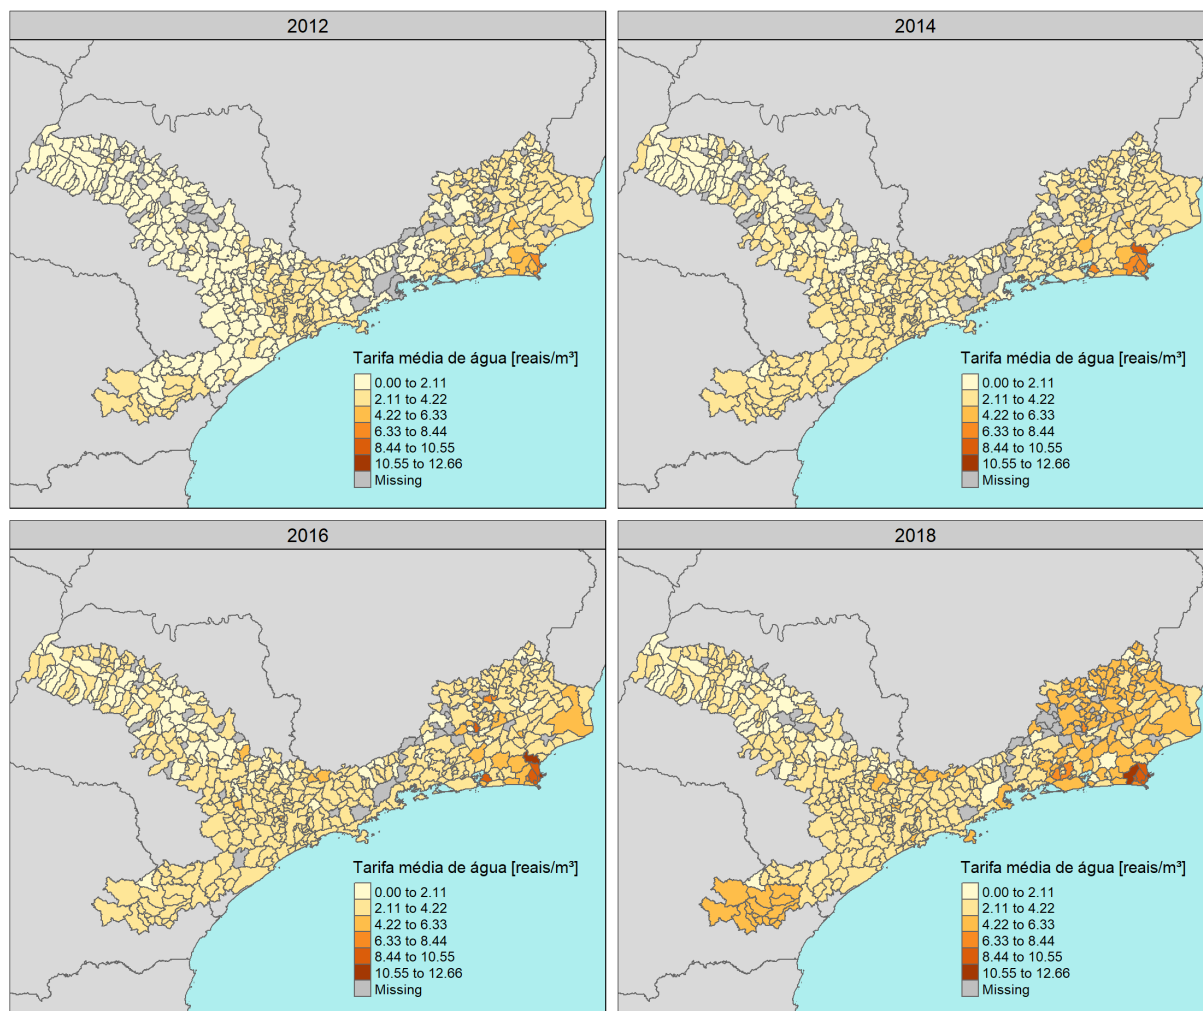 2012
Tarifa média de água [reais/m³]
0.00 to 2.11
2.11 to 4.22
4.22 to 6.33
6.33 to 8.44
8.44 to 10.55
10.55 to 12.66
Missing
2014
Tarifa média de água [reais/m³]
0.00 to 2.11
2.11 to 4.22
4.22 to 6.33
6.33 to 8.44
8.44 to 10.55
10.55 to 12.66
Missing
2016
Tarifa média de água [reais/m³]
0.00 to 2.11
2.11 to 4.22
4.22 to 6.33
6.33 to 8.44
8.44 to 10.55
10.55 to 12.66
Missing
2018
Tarifa média de água [reais/m³]
0.00 to 2.11
2.11 to 4.22
4.22 to 6.33
6.33 to 8.44
8.44 to 10.55
10.55 to 12.66
Missing